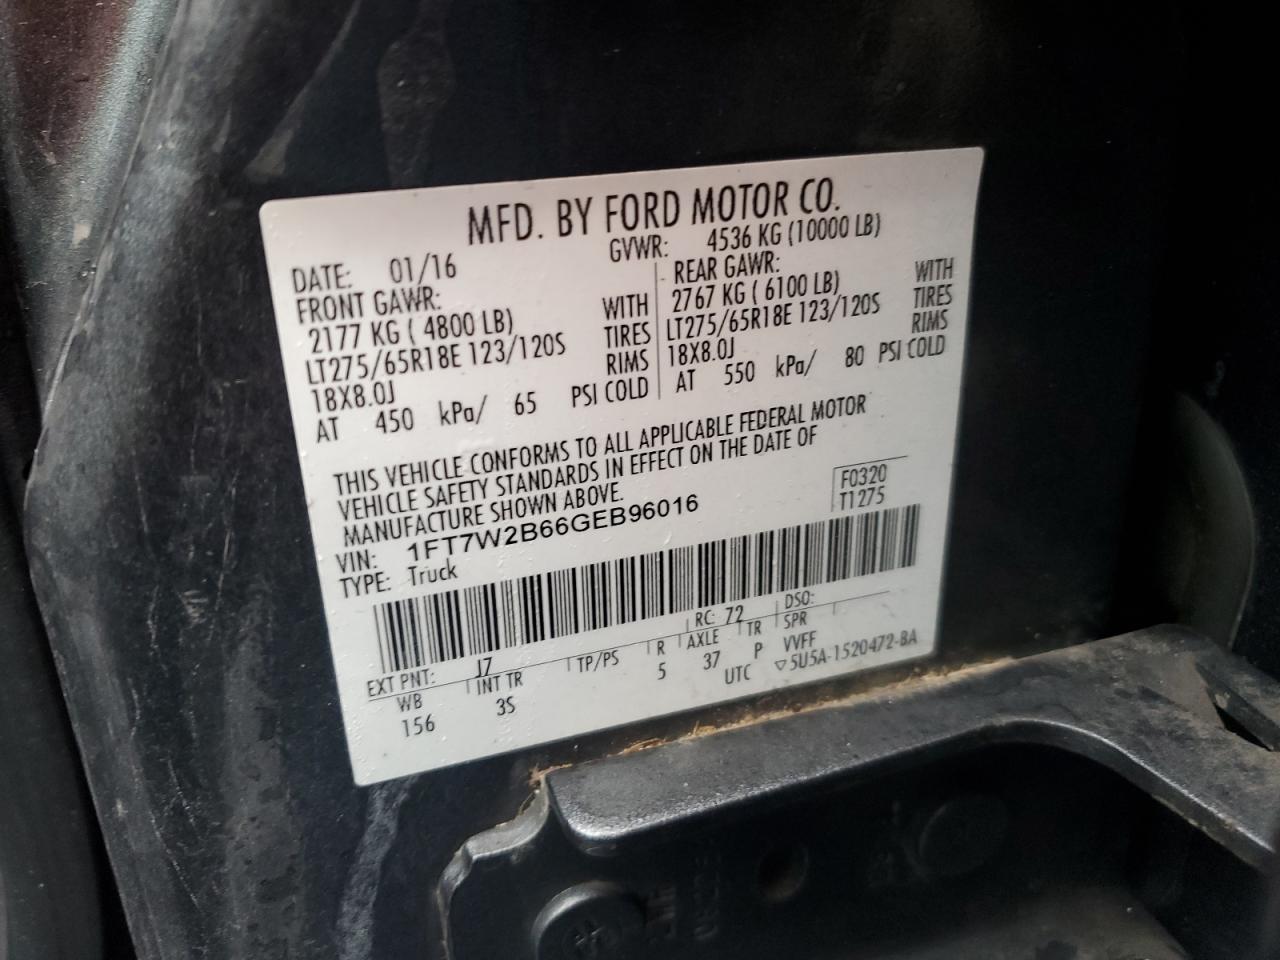 MFD. BY FORD MOTOR CO.
DATE: 01/16
GVWR: 4536 KG (10000 LB)
FRONT GAWR:
2177 KG ( 4800 LB) WITH
LT275/65R18E 123/120S TIRES
18X8.0J RIMS
AT 450 kPa/ 65 PSI COLD
REAR GAWR:
2767 KG ( 6100 LB) WITH
LT275/65R18E 123/120S TIRES
18X8.0J RIMS
AT 550 kPa/ 80 PSI COLD
THIS VEHICLE CONFORMS TO ALL APPLICABLE FEDERAL MOTOR
VEHICLE SAFETY STANDARDS IN EFFECT ON THE DATE OF
MANUFACTURE SHOWN ABOVE.
F0320
T1275
VIN: 1FT7W2B66GEB96016
TYPE: Truck
EXT PNT: J7 RC: 72 DSO:
WB INT TR TP/PS R AXLE TR SPR
156 3S 5 37 P VVFF
UTC ▽5U5A-1520472-BA